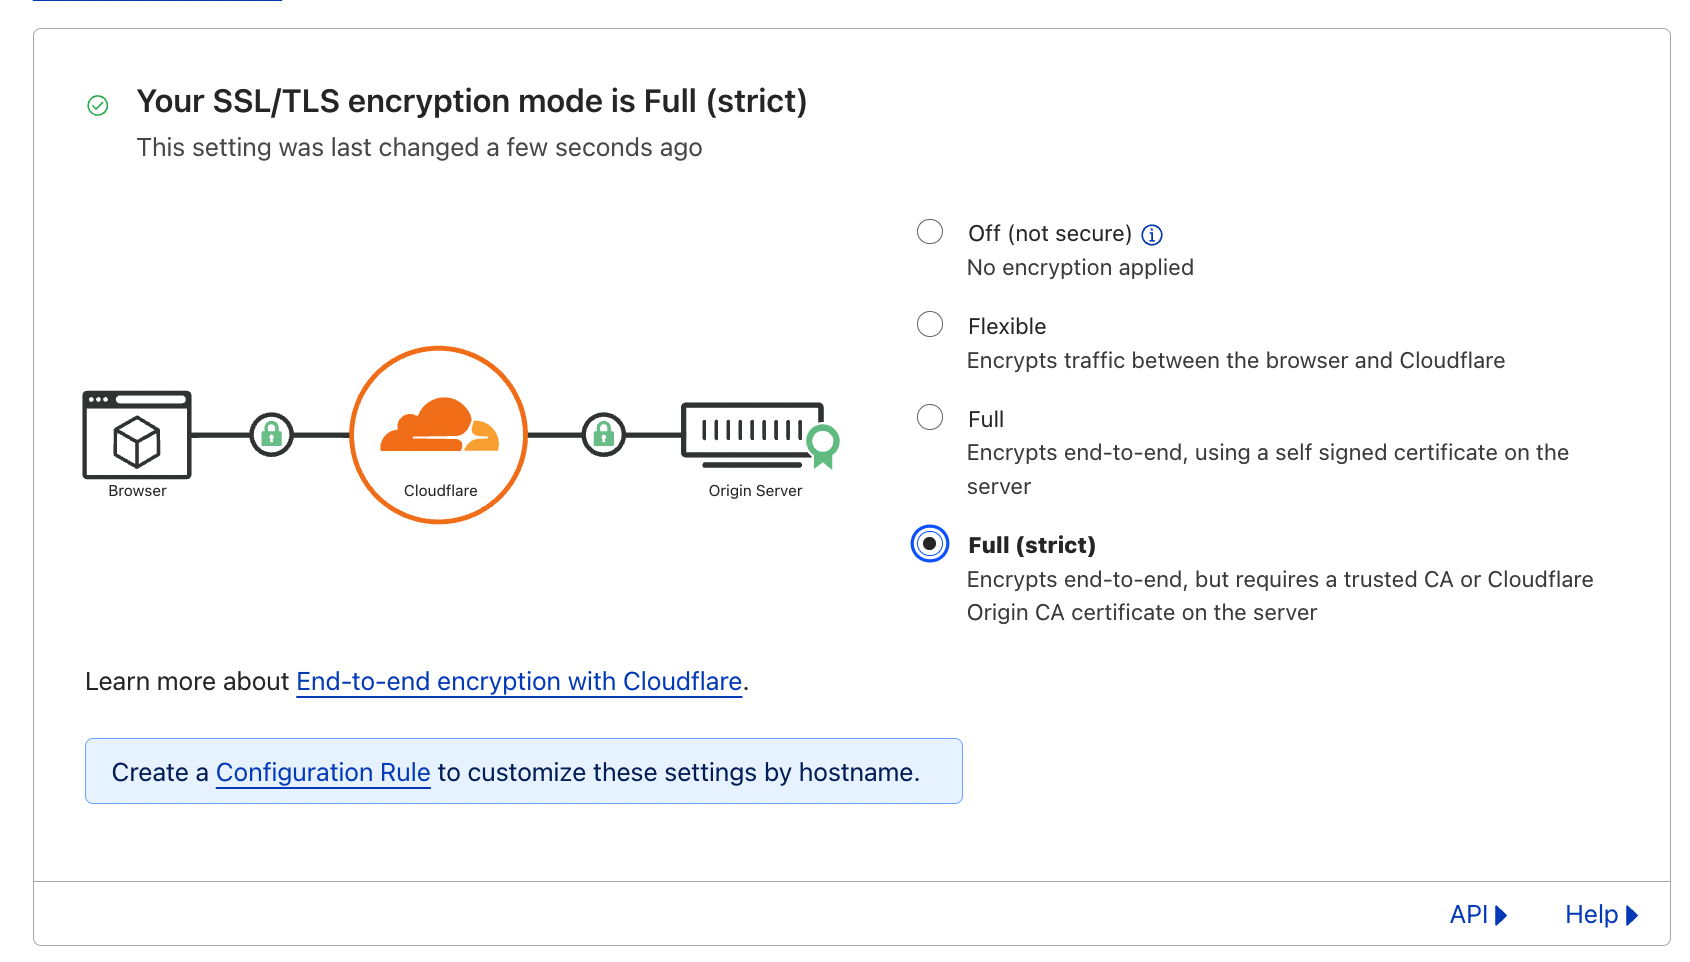 Your SSL/TLS encryption mode is Full (strict)
This setting was last changed a few seconds ago
Browser
Cloudflare
Origin Server
Off (not secure)
No encryption applied
Flexible
Encrypts traffic between the browser and Cloudflare
Full
Encrypts end-to-end, using a self signed certificate on the
server
Full (strict)
Encrypts end-to-end, but requires a trusted CA or Cloudflare
Origin CA certificate on the server
Learn more about End-to-end encryption with Cloudflare.
Create a Configuration Rule to customize these settings by hostname.
API
Help